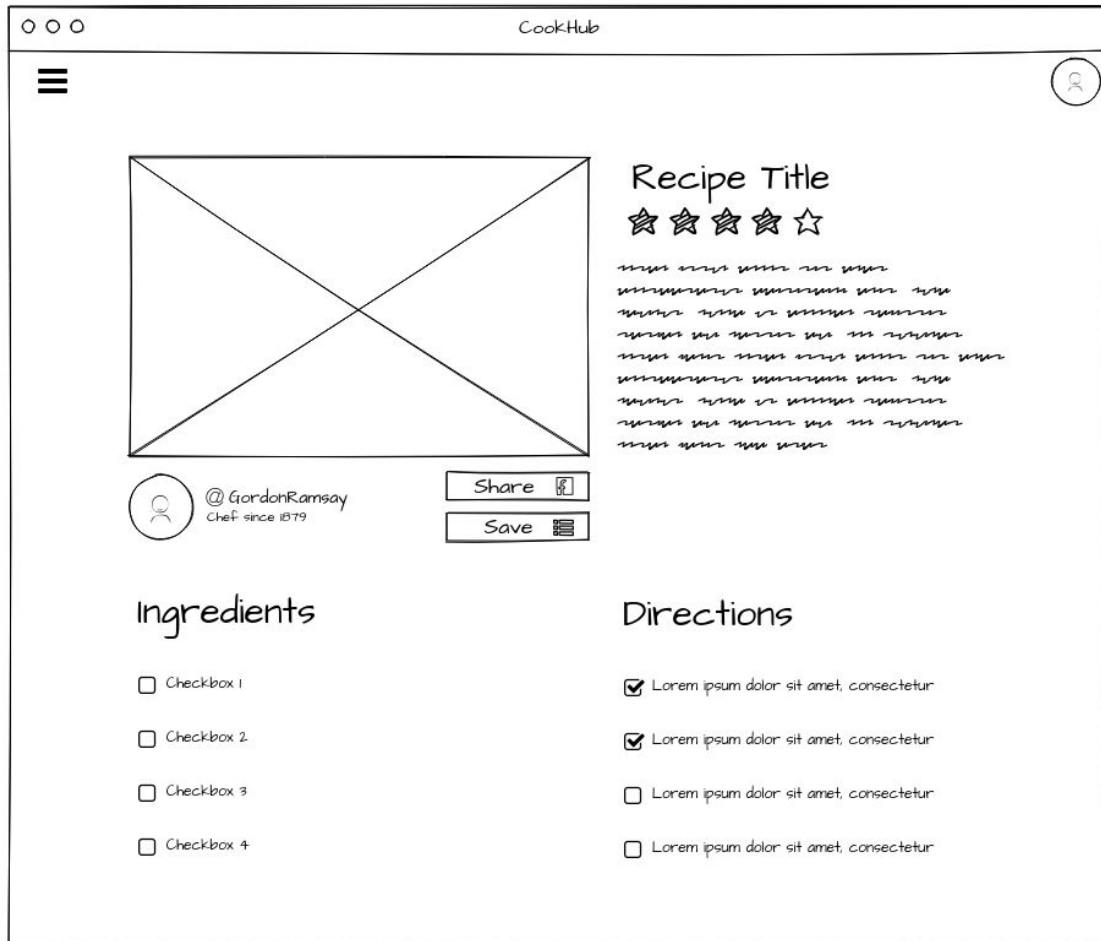 CookHub
Recipe Title
@GordonRamsay
Chef since 1879
Share
Save
Ingredients
Checkbox 1
Checkbox 2
Checkbox 3
Checkbox 4
Directions
Lorem ipsum dolor sit amet, consectetur
Lorem ipsum dolor sit amet, consectetur
Lorem ipsum dolor sit amet, consectetur
Lorem ipsum dolor sit amet, consectetur